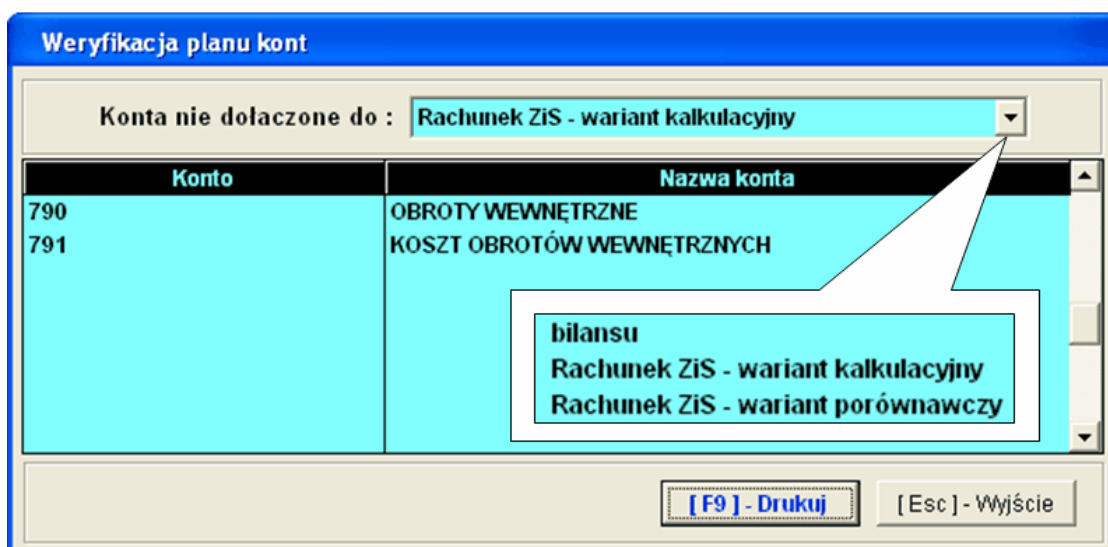 Weryfikacja planu kont
Konta nie dołaczone do : Rachunek ZiS - wariant kalkulacyjny
Konto Nazwa konta
790 OBROTY WEWNĘTRZNE
791 KOSZT OBROTÓW WEWNĘTRZNYCH
bilansu
Rachunek ZiS - wariant kalkulacyjny
Rachunek ZiS - wariant porównawczy
[ F9 ] - Drukuj [ Esc ] - Wyjście